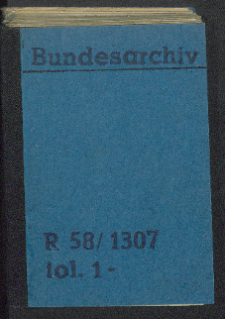 Bundesarchiv
R 58/1307
fol. 1-